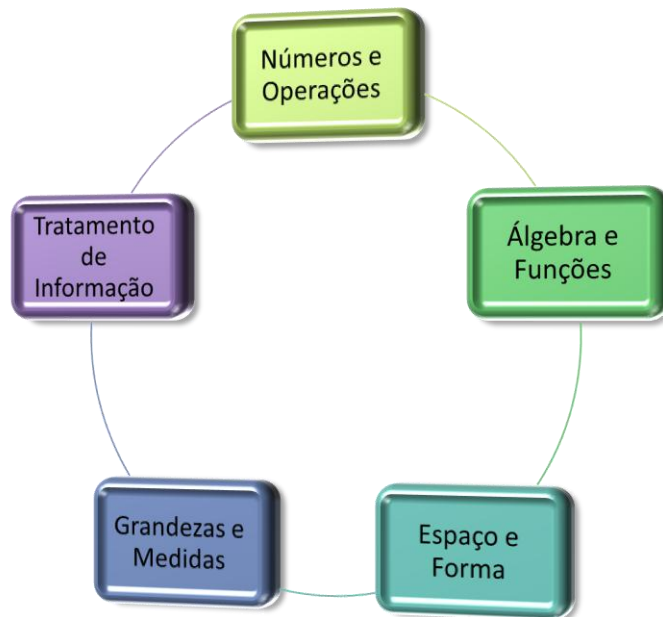 Números e
Operações
Álgebra e
Funções
Espaço e
Forma
Grandezas e
Medidas
Tratamento
de
Informação